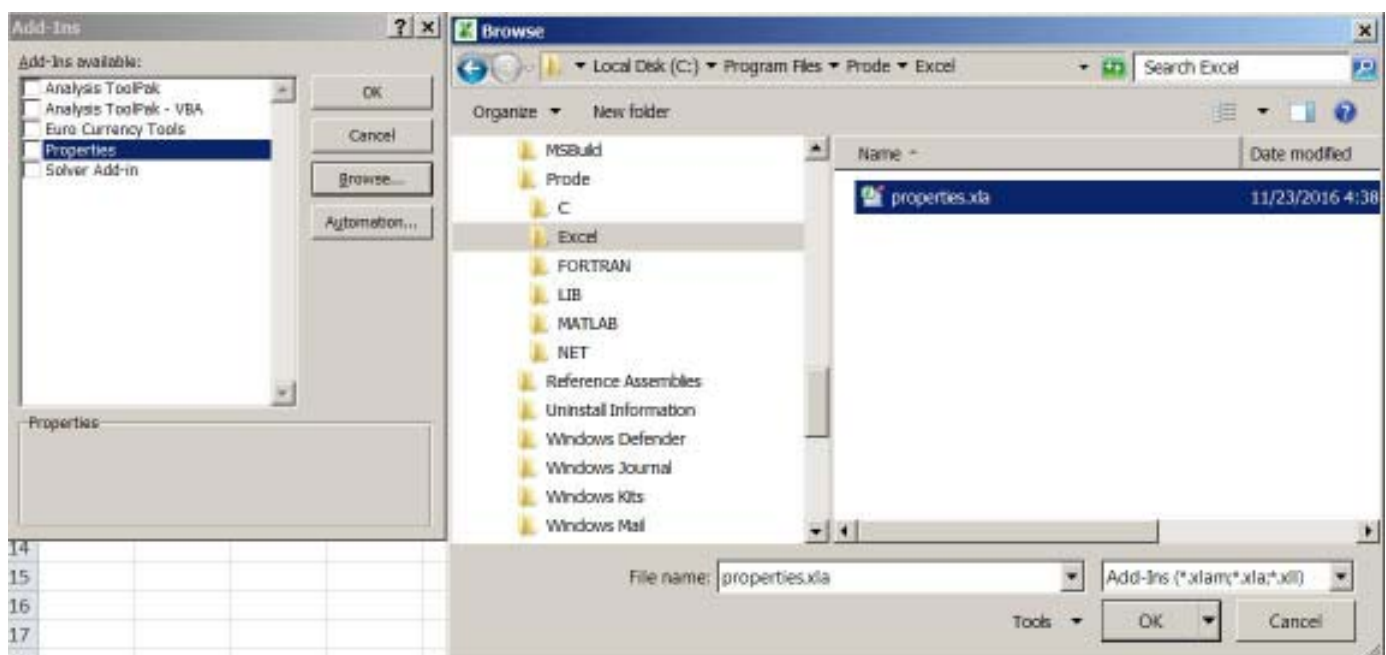 Add-Ins
Add-Ins available:
Analysis ToolPak
Analysis ToolPak - VBA
Euro Currency Tools
Properties
Solver Add-in
OK
Cancel
Browse...
Automation...
Properties
14
15
16
17
Browse
Local Disk (C:) Program Files Prode Excel
Search Excel
Organize New folder
MSBuild
Prode
C
Excel
FORTRAN
LIB
MATLAB
NET
Reference Assemblies
Uninstall Information
Windows Defender
Windows Journal
Windows Kits
Windows Mail
Name Date modified
properties.xla 11/23/2016 4:38
File name: properties.xla
Add-Ins (*.xlam;*.xla;*.xll)
Tools OK Cancel